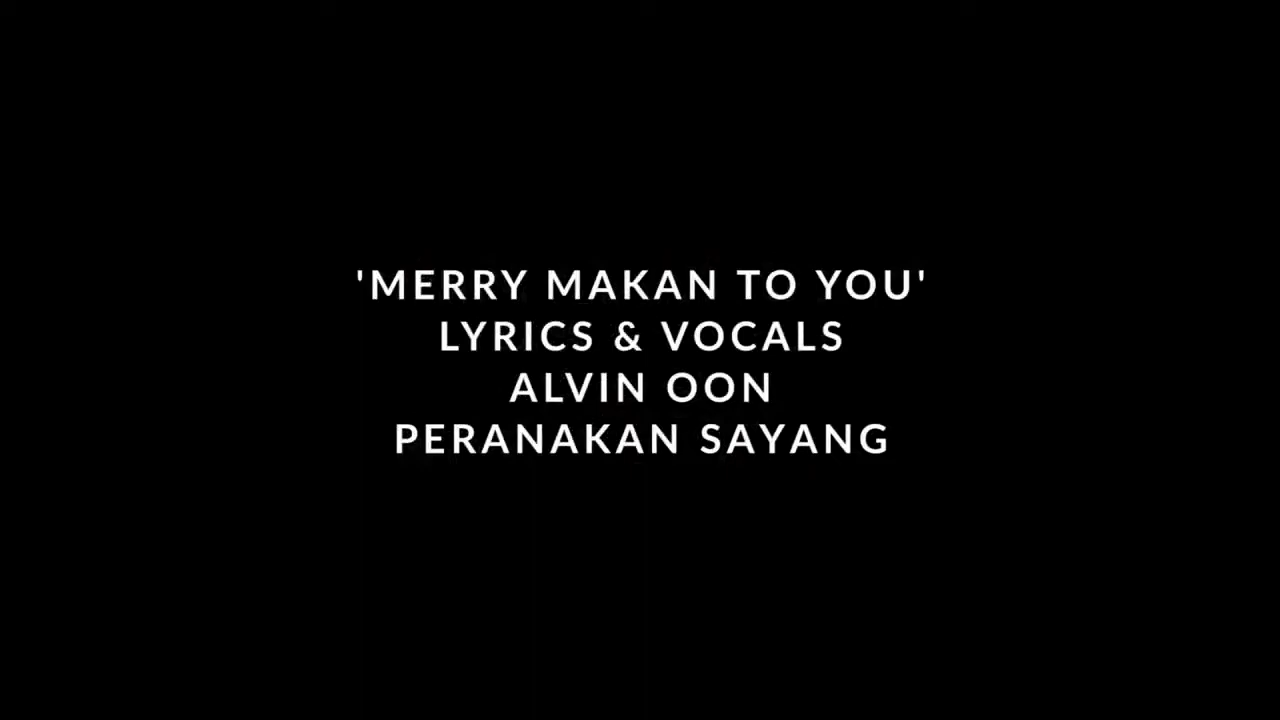 'MERRY MAKAN TO YOU'
LYRICS & VOCALS
ALVIN OON
PERANAKAN SAYANG